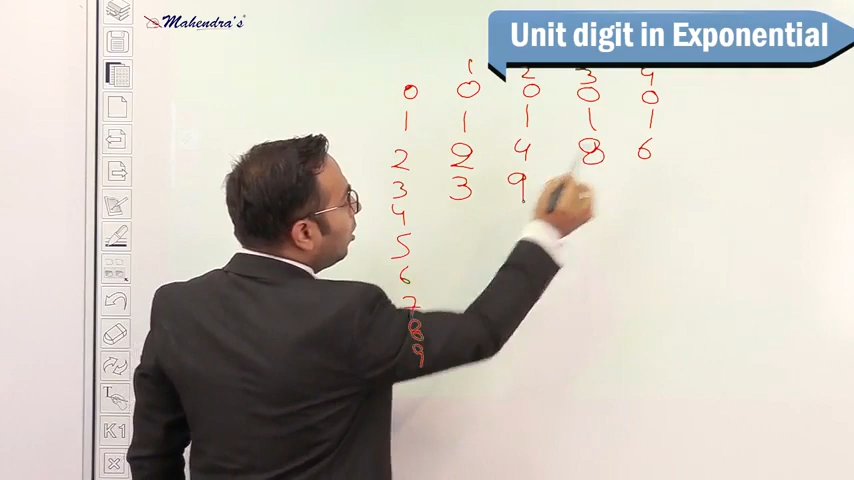 Mahendra's
Unit digit in Exponential
1 2 3 4
0 0 0 0 0
1 1 1 1 1
2 2 4 8 6
3 3 9
4
5
6
7
8
9
T
K1